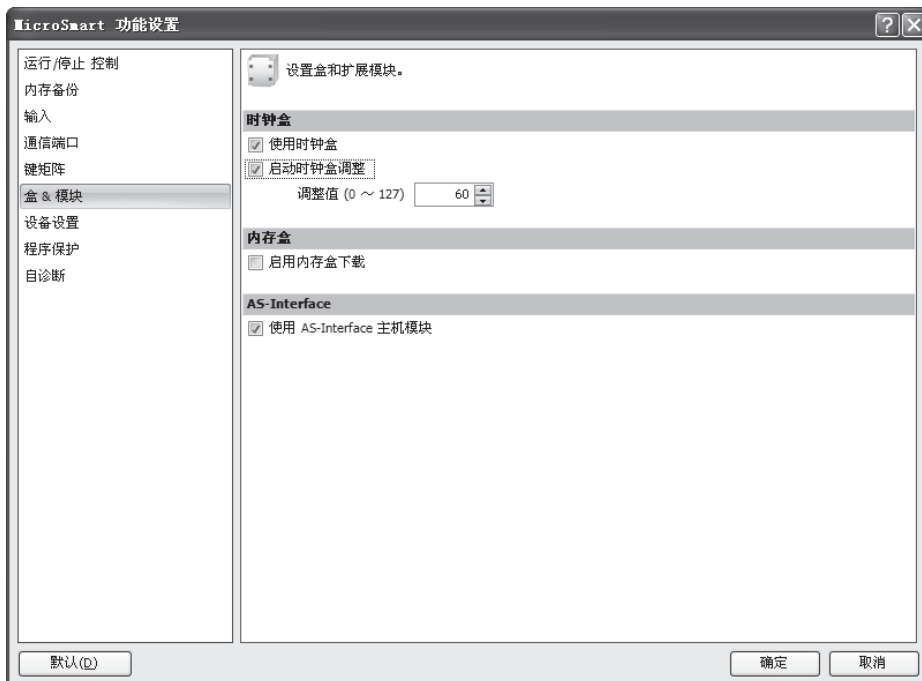 MicroSmart 功能设置
运行/停止 控制
内存备份
输入
通信端口
键矩阵
盒 & 模块
设备设置
程序保护
自诊断
设置盒和扩展模块。
时钟盒
使用时钟盒
启动时钟盒调整
调整值 (0 ～ 127) 60
内存盒
启用内存盒下载
AS-Interface
使用 AS-Interface 主机模块
默认(D) 确定 取消